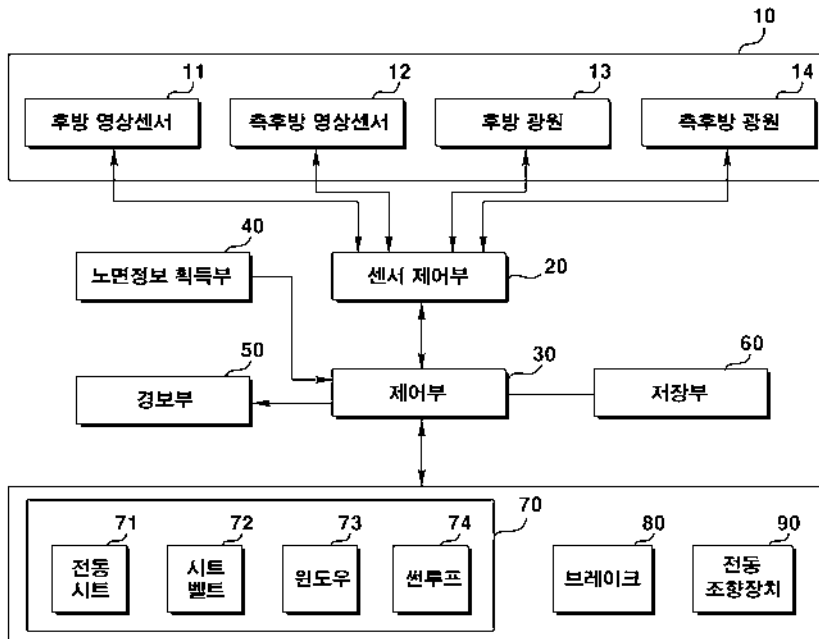 10
11
12
13
14
후방 영상센서
측후방 영상센서
후방 광원
측후방 광원
40
노면정보 획득부
센서 제어부
20
50
30
60
경보부
제어부
저장부
70
71
72
73
74
80
90
전동
시트
시트
벨트
윈도우
썬루프
브레이크
전동
조향장치